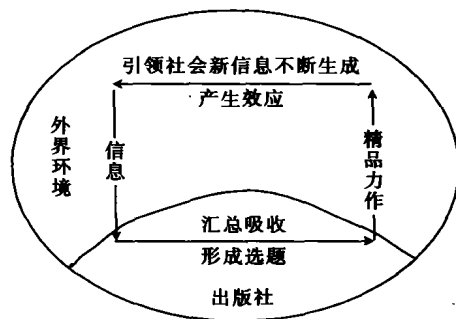 引领社会新信息不断生成
产生效应
外界环境
信息
精品力作
汇总吸收
形成选题
出版社